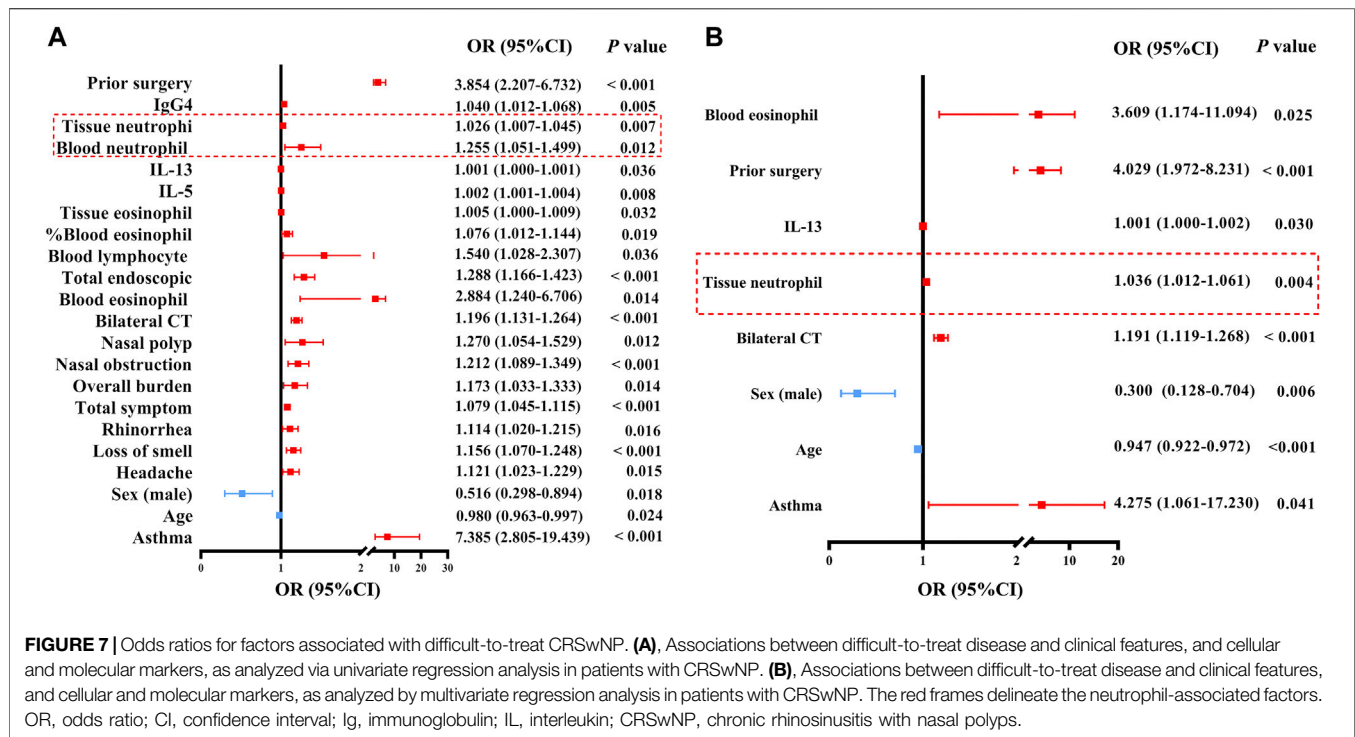 A
OR (95%CI) P value
Prior surgery 3.854 (2.207-6.732) < 0.001
IgG4 1.040 (1.012-1.068) 0.005
Tissue neutrophi 1.026 (1.007-1.045) 0.007
Blood neutrophil 1.255 (1.051-1.499) 0.012
IL-13 1.001 (1.000-1.001) 0.036
IL-5 1.002 (1.001-1.004) 0.008
Tissue eosinophil 1.005 (1.000-1.009) 0.032
%Blood eosinophil 1.076 (1.012-1.144) 0.019
Blood lymphocyte 1.540 (1.028-2.307) 0.036
Total endoscopic 1.288 (1.166-1.423) < 0.001
Blood eosinophil 2.884 (1.240-6.706) 0.014
Bilateral CT 1.196 (1.131-1.264) < 0.001
Nasal polyp 1.270 (1.054-1.529) 0.012
Nasal obstruction 1.212 (1.089-1.349) < 0.001
Overall burden 1.173 (1.033-1.333) 0.014
Total symptom 1.079 (1.045-1.115) < 0.001
Rhinorrhea 1.114 (1.020-1.215) 0.016
Loss of smell 1.156 (1.070-1.248) < 0.001
Headache 1.121 (1.023-1.229) 0.015
Sex (male) 0.516 (0.298-0.894) 0.018
Age 0.980 (0.963-0.997) 0.024
Asthma 7.385 (2.805-19.439) < 0.001
0 1 2 10 20 30
OR (95%CI)
B
OR (95%CI) P value
Blood eosinophil 3.609 (1.174-11.094) 0.025
Prior surgery 4.029 (1.972-8.231) < 0.001
IL-13 1.001 (1.000-1.002) 0.030
Tissue neutrophil 1.036 (1.012-1.061) 0.004
Bilateral CT 1.191 (1.119-1.268) < 0.001
Sex (male) 0.300 (0.128-0.704) 0.006
Age 0.947 (0.922-0.972) <0.001
Asthma 4.275 (1.061-17.230) 0.041
0 1 2 10 20
OR (95%CI)
FIGURE 7 | Odds ratios for factors associated with difficult-to-treat CRSwNP. (A), Associations between difficult-to-treat disease and clinical features, and cellular
and molecular markers, as analyzed via univariate regression analysis in patients with CRSwNP. (B), Associations between difficult-to-treat disease and clinical features,
and cellular and molecular markers, as analyzed by multivariate regression analysis in patients with CRSwNP. The red frames delineate the neutrophil-associated factors.
OR, odds ratio; CI, confidence interval; Ig, immunoglobulin; IL, interleukin; CRSwNP, chronic rhinosinusitis with nasal polyps.